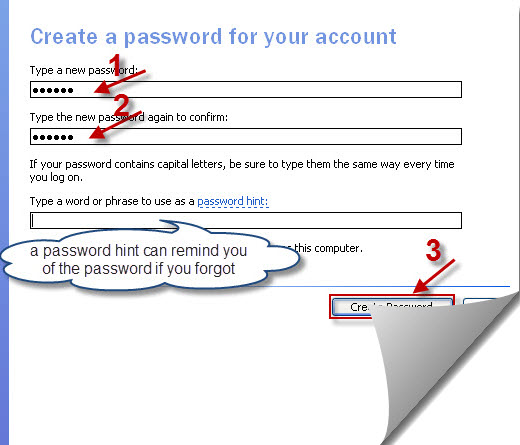 Create a password for your account
1
Type a new password:
2
Type the new password again to confirm:
If your password contains capital letters, be sure to type them the same way every time
you log on.
Type a word or phrase to use as a password hint:
a password hint can remind you
of the password if you forgot
this computer.
3
Create Password